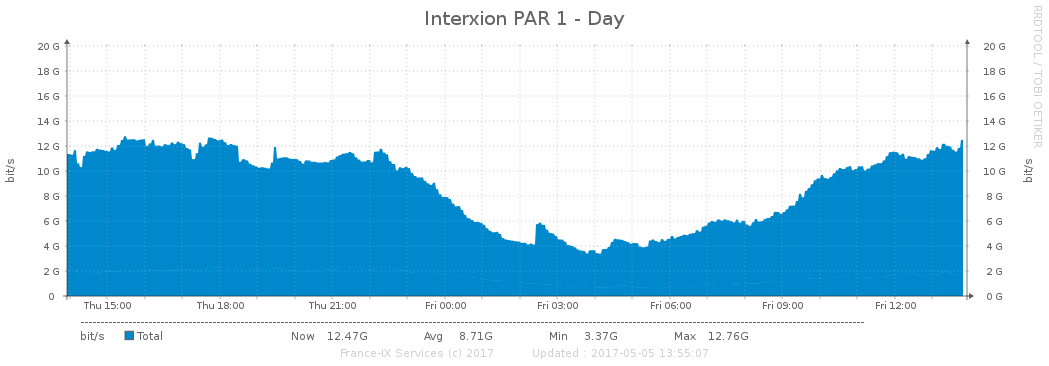 Interxion PAR 1 - Day
RRDTOOL / TOBI OETIKER
20 G 20 G
18 G 18 G
16 G 16 G
14 G 14 G
12 G 12 G
10 G 10 G
8 G 8 G
6 G 6 G
4 G 4 G
2 G 2 G
0 0 G
bit/s
bit/s
Thu 15:00 Thu 18:00 Thu 21:00 Fri 00:00 Fri 03:00 Fri 06:00 Fri 09:00 Fri 12:00
bit/s Total Now 12.47G Avg 8.71G Min 3.37G Max 12.76G
France-IX Services (c) 2017 Updated : 2017-05-05 13:55:07